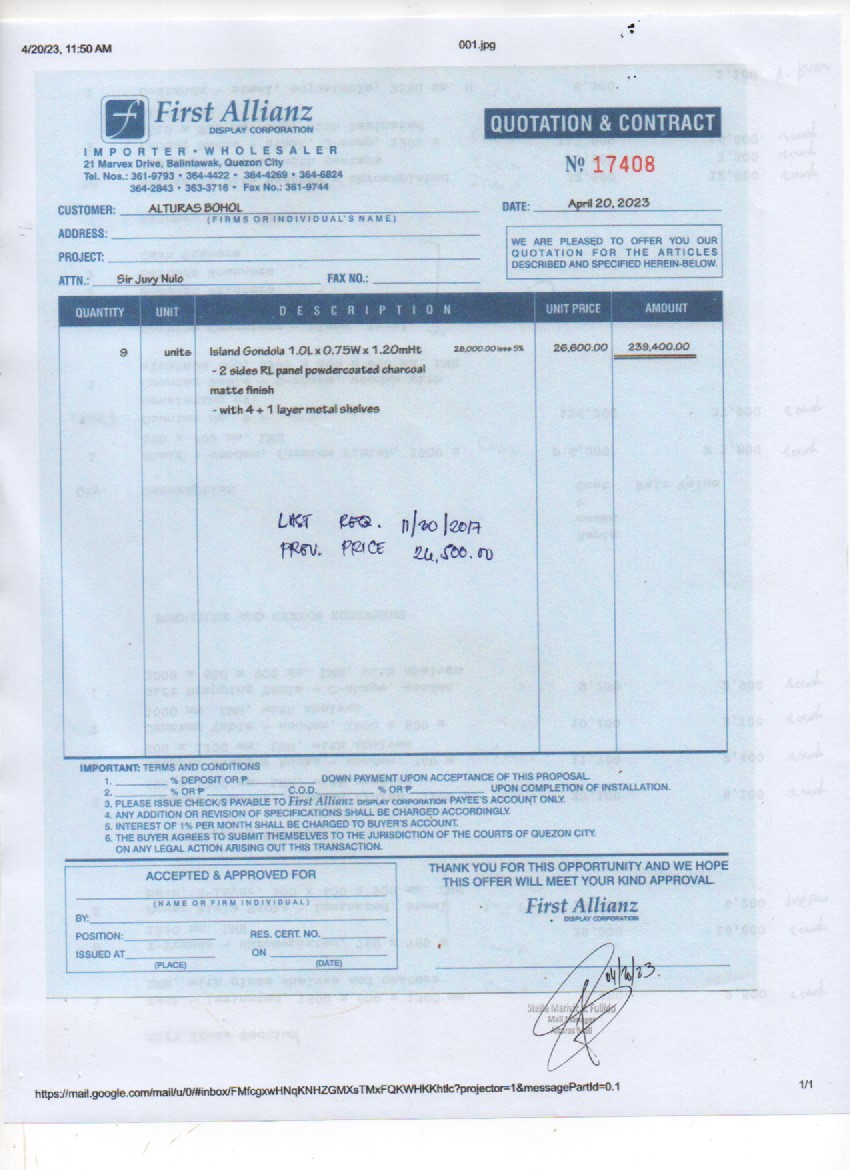 4/20/23, 11:50 AM
001.jpg
First Allianz
DISPLAY CORPORATION
IMPORTER • WHOLESALER
21 Marvex Drive, Balintawak, Quezon City
Tel. Nos.: 361-9793 • 364-4422 • 364-4269 • 364-6824
364-2843 • 363-3716 • Fax No.: 361-9744
QUOTATION & CONTRACT
Nº 17408
CUSTOMER: ALTURAS BOHOL
(FIRMS OR INDIVIDUAL'S NAME)
DATE: April 20, 2023
ADDRESS:
PROJECT:
ATTN.: Sir Juvy Nulo FAX NO.:
WE ARE PLEASED TO OFFER YOU OUR
QUOTATION FOR THE ARTICLES
DESCRIBED AND SPECIFIED HEREIN-BELOW.
QUANTITY UNIT DESCRIPTION UNIT PRICE AMOUNT
9 units Island Gondola 1.0L x 0.75W x 1.20mHt 28,000.00 less 5% 26,600.00 239,400.00
- 2 sides RL panel powdercoated charcoal
matte finish
- with 4 + 1 layer metal shelves
LAST REQ. 11/20/2017
PREV. PRICE 24,500.00
IMPORTANT: TERMS AND CONDITIONS
1. % DEPOSIT OR ₱ DOWN PAYMENT UPON ACCEPTANCE OF THIS PROPOSAL.
2. % OR ₱ C.O.D. % OR ₱ UPON COMPLETION OF INSTALLATION.
3. PLEASE ISSUE CHECK/S PAYABLE TO First Allianz DISPLAY CORPORATION PAYEE'S ACCOUNT ONLY.
4. ANY ADDITION OR REVISION OF SPECIFICATIONS SHALL BE CHARGED ACCORDINGLY.
5. INTEREST OF 1% PER MONTH SHALL BE CHARGED TO BUYER'S ACCOUNT.
6. THE BUYER AGREES TO SUBMIT THEMSELVES TO THE JURISDICTION OF THE COURTS OF QUEZON CITY.
ON ANY LEGAL ACTION ARISING OUT THIS TRANSACTION.
ACCEPTED & APPROVED FOR
(NAME OR FIRM INDIVIDUAL)
BY:
POSITION: RES. CERT. NO.
ISSUED AT ON
(PLACE) (DATE)
THANK YOU FOR THIS OPPORTUNITY AND WE HOPE
THIS OFFER WILL MEET YOUR KIND APPROVAL.
First Allianz
DISPLAY CORPORATION
04/20/23.
Mall Manager
Alturas Mall
https://mail.google.com/mail/u/0/#inbox/FMfcgxwHNqKNHZGMXsTMxFQKWHKKhtlc?projector=1&messagePartId=0.1
1/1